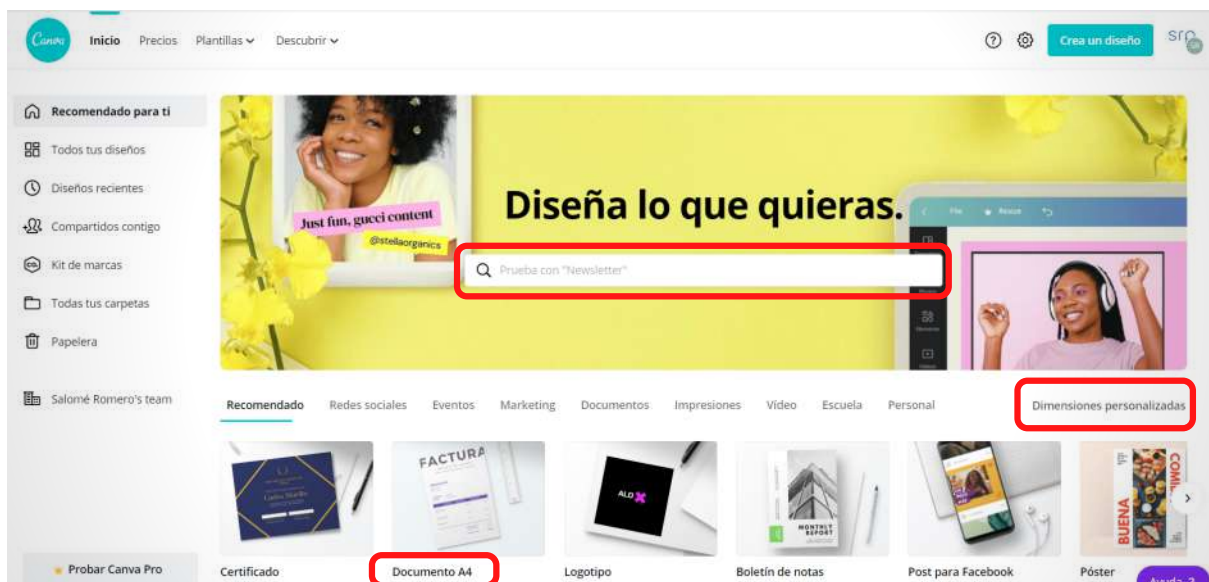 Canva Inicio Precios Plantillas Descubrir Crea un diseño
Recomendado para ti
Todos tus diseños
Diseños recientes
Compartidos contigo
Kit de marcas
Todas tus carpetas
Papelera
Salomé Romero's team
Probar Canva Pro
Just fun, gucci content
@stellaorganics
Diseña lo que quieras.
Prueba con "Newsletter"
File
Recomendado Redes sociales Eventos Marketing Documentos Impresiones Vídeo Escuela Personal Dimensiones personalizadas
FACTURA
ALD X
MONTHLY
REPORT
BUENA
Certificado Documento A4 Logotipo Boletín de notas Post para Facebook Póster